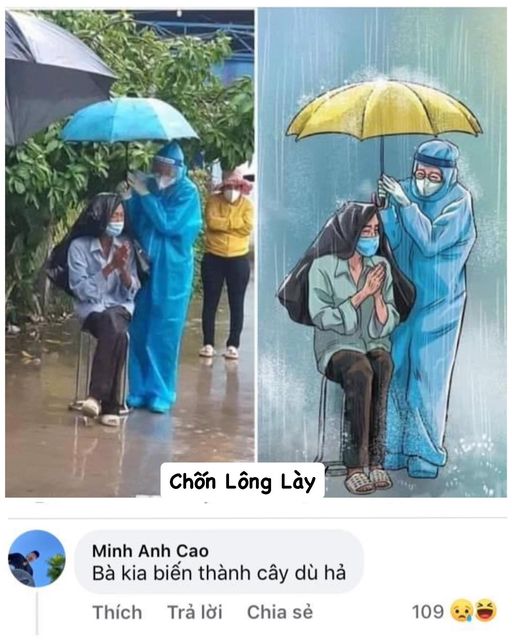 Chốn Lông Lày
Minh Anh Cao
Bà kia biến thành cây dù hả
Thích Trả lời Chia sẻ 109